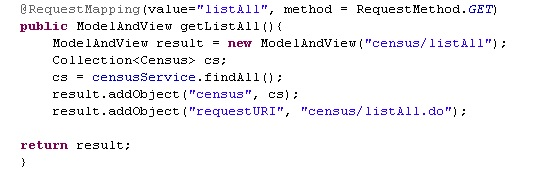 @RequestMapping(value="listAll", method = RequestMethod.GET)
public ModelAndView getListAll(){
ModelAndView result = new ModelAndView("census/listAll");
Collection<Census> cs;
cs = censusService.findAll();
result.addObject("census", cs);
result.addObject("requestURI", "census/listAll.do");
return result;
}